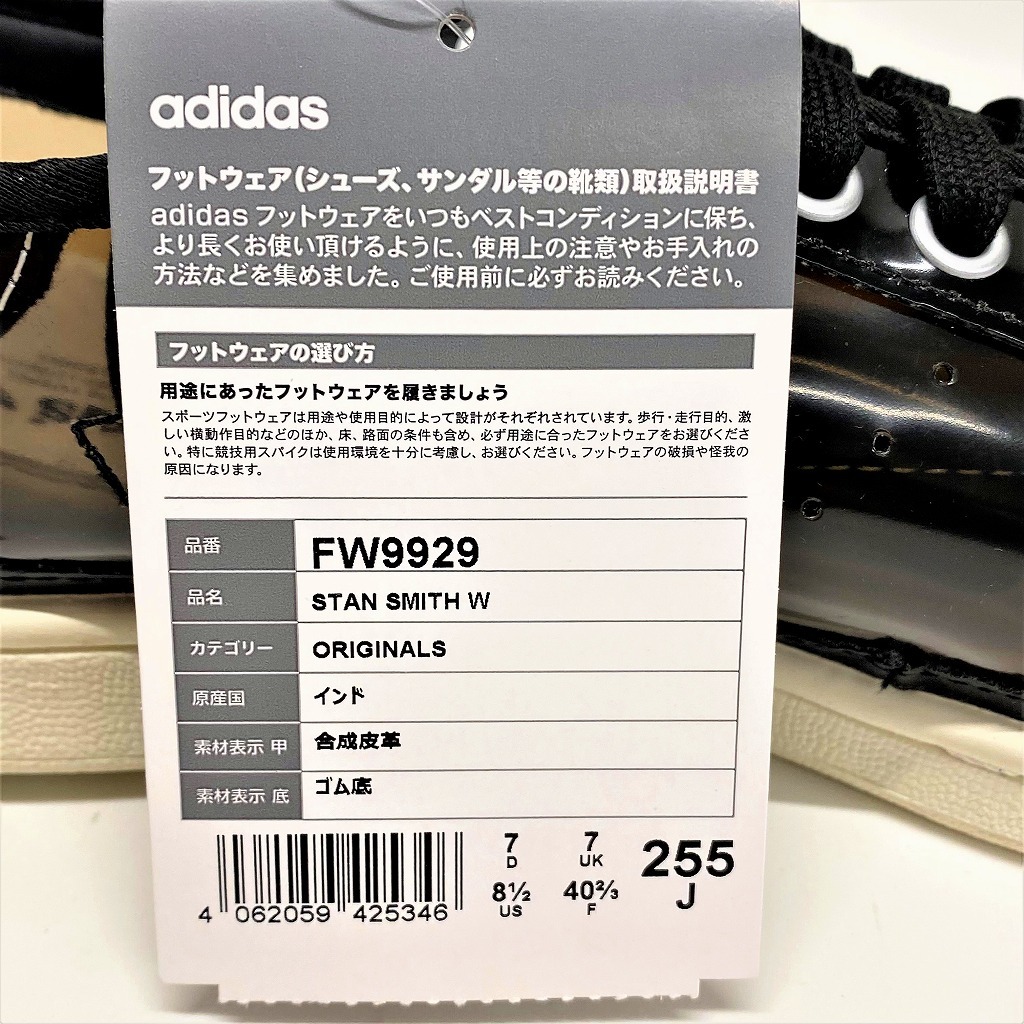 adidas
フットウェア(シューズ、サンダル等の靴類)取扱説明書
adidas フットウェアをいつもベストコンディションに保ち、
より長くお使い頂けるように、使用上の注意やお手入れの
方法などを集めました。ご使用前に必ずお読みください。
フットウェアの選び方
用途にあったフットウェアを履きましょう
スポーツフットウェアは用途や使用目的によって設計がそれぞれされています。歩行・走行目的、激
しい横動作目的などのほか、床、路面の条件も含め、必ず用途に合ったフットウェアをお選びくださ
い。特に競技用スパイクは使用環境を十分に考慮し、お選びください。フットウェアの破損や怪我の
原因になります。
品番 FW9929
品名 STAN SMITH W
カテゴリー ORIGINALS
原産国 インド
素材表示 甲 合成皮革
素材表示 底 ゴム底
7 D 7 UK 255 J
8½ US 40⅔ F
4 062059 425346